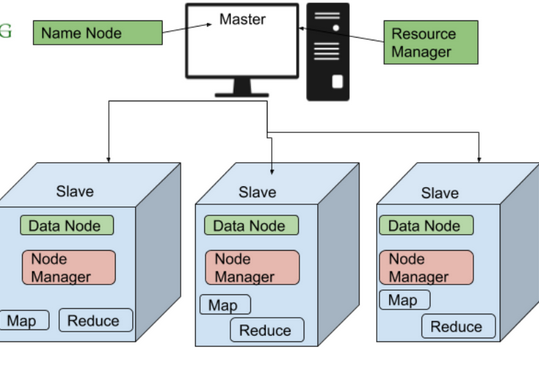 G
Name Node
Master
Resource
Manager
Slave
Data Node
Node
Manager
Map
Reduce
Slave
Data Node
Node
Manager
Map
Reduce
Slave
Data Node
Node
Manager
Map
Reduce